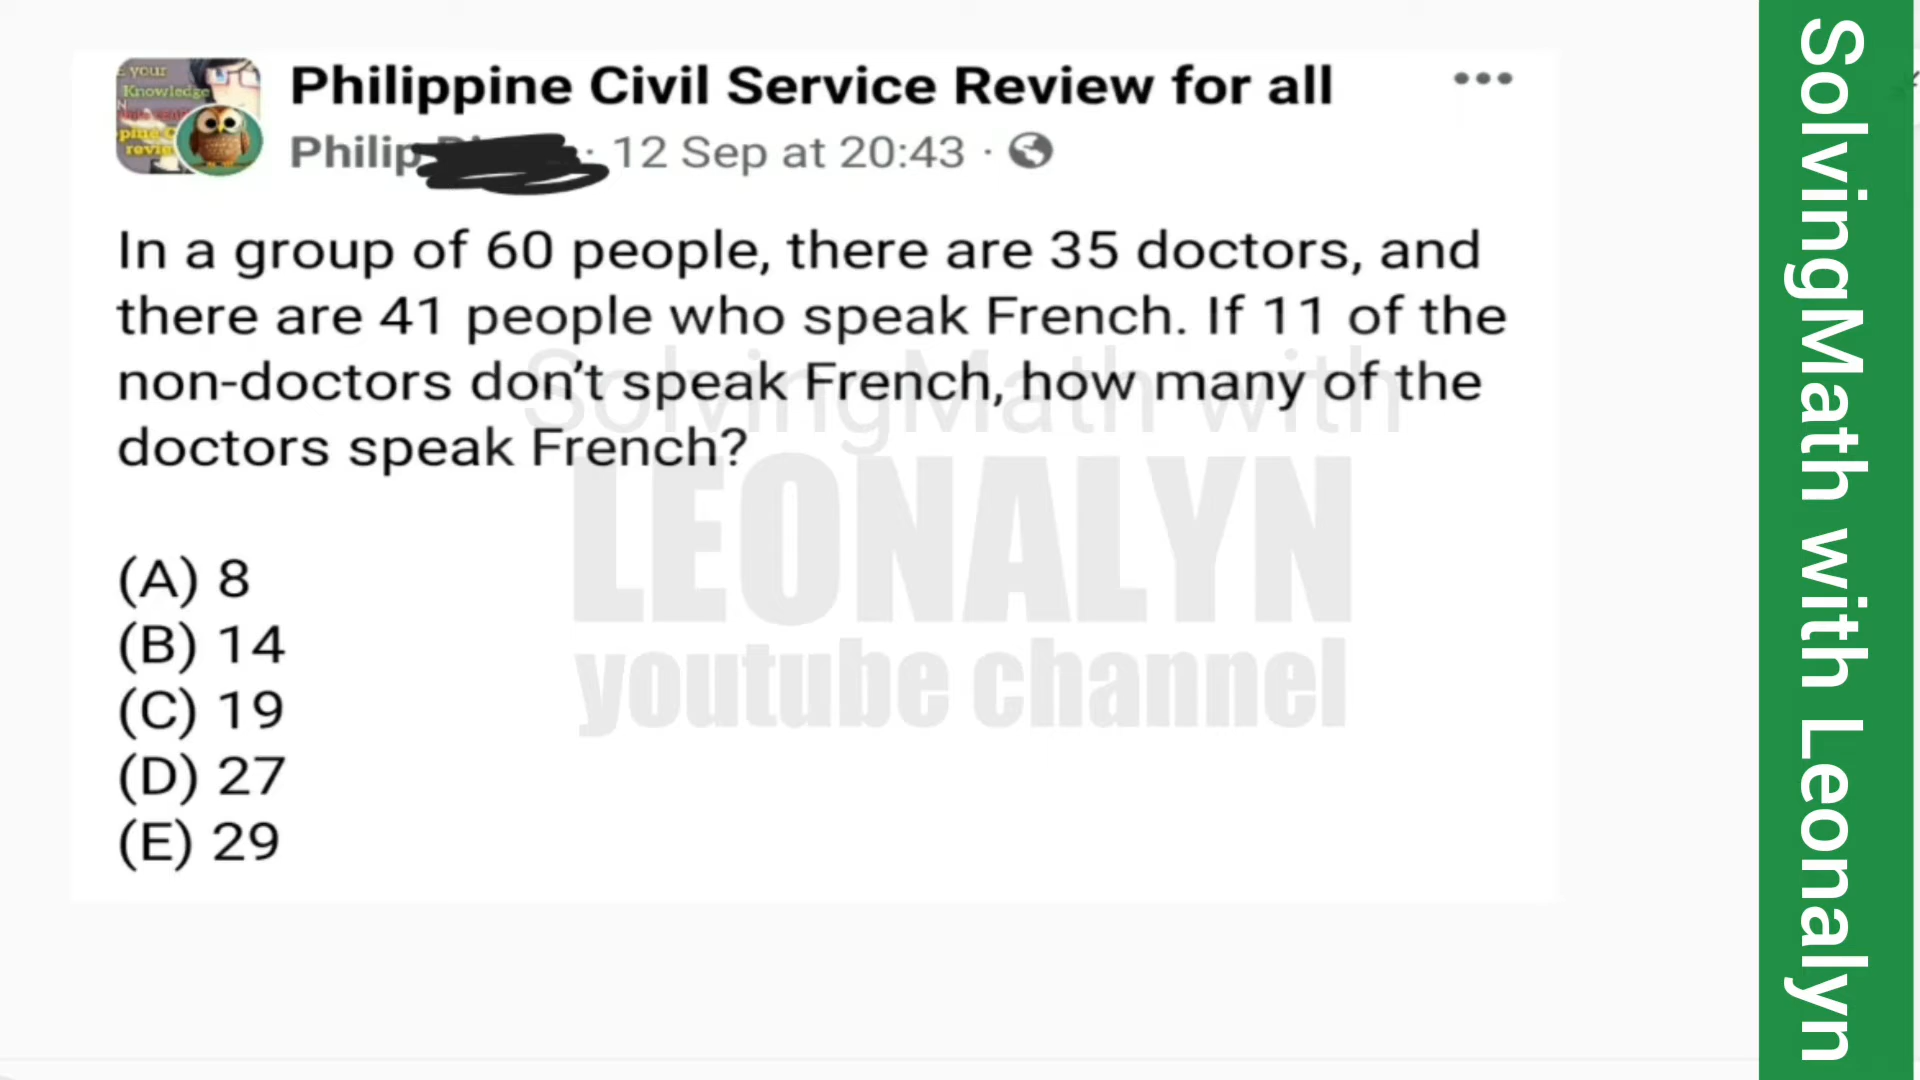 Philippine Civil Service Review for all
Philip · 12 Sep at 20:43 ·
In a group of 60 people, there are 35 doctors, and
there are 41 people who speak French. If 11 of the
non-doctors don't speak French, how many of the
doctors speak French?
(A) 8
(B) 14
(C) 19
(D) 27
(E) 29
SolvingMath with
LEONALYN
youtube channel
SolvingMath with Leonalyn
your
Knowledge